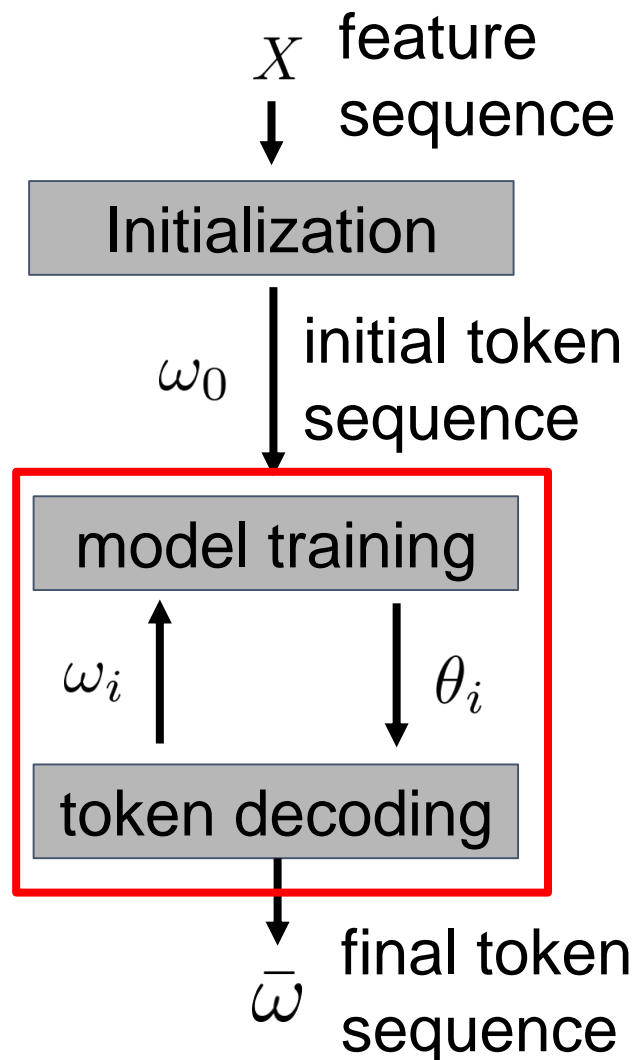 X feature
sequence
Initialization
ω₀ initial token
sequence
model training
ωᵢ θᵢ
token decoding
ω̄ final token
sequence